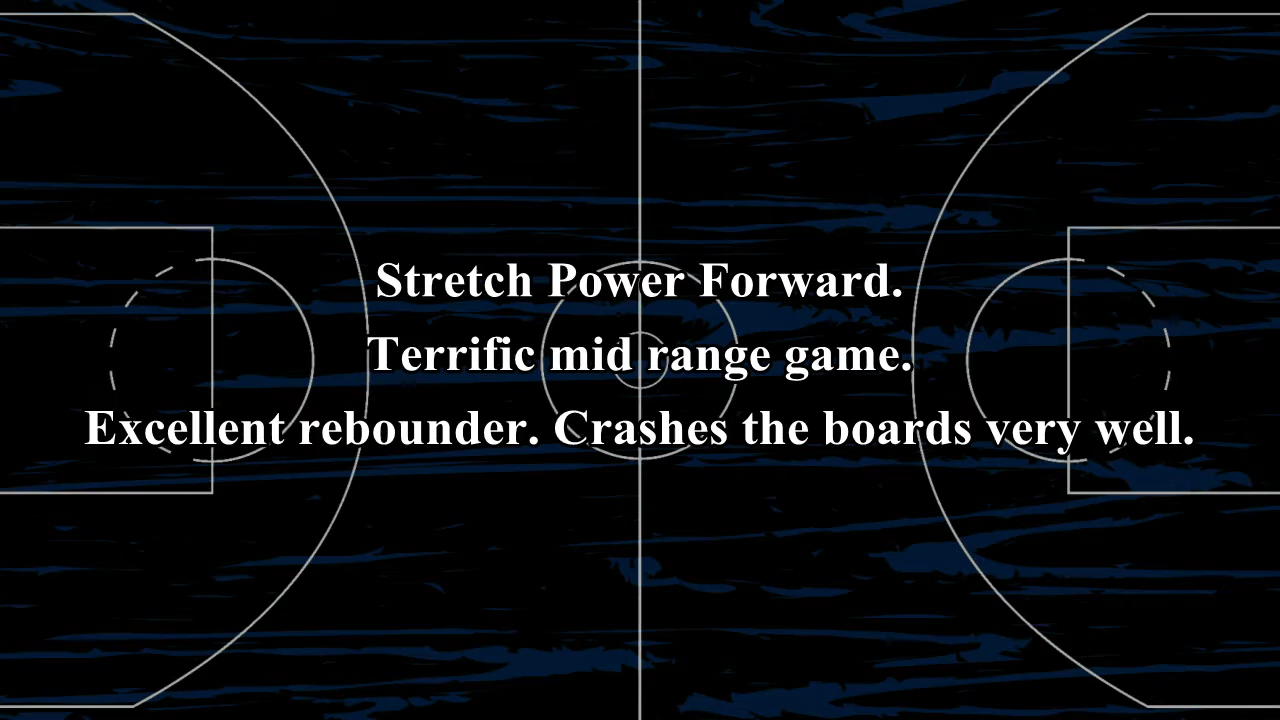 Stretch Power Forward.
Terrific mid range game.
Excellent rebounder. Crashes the boards very well.